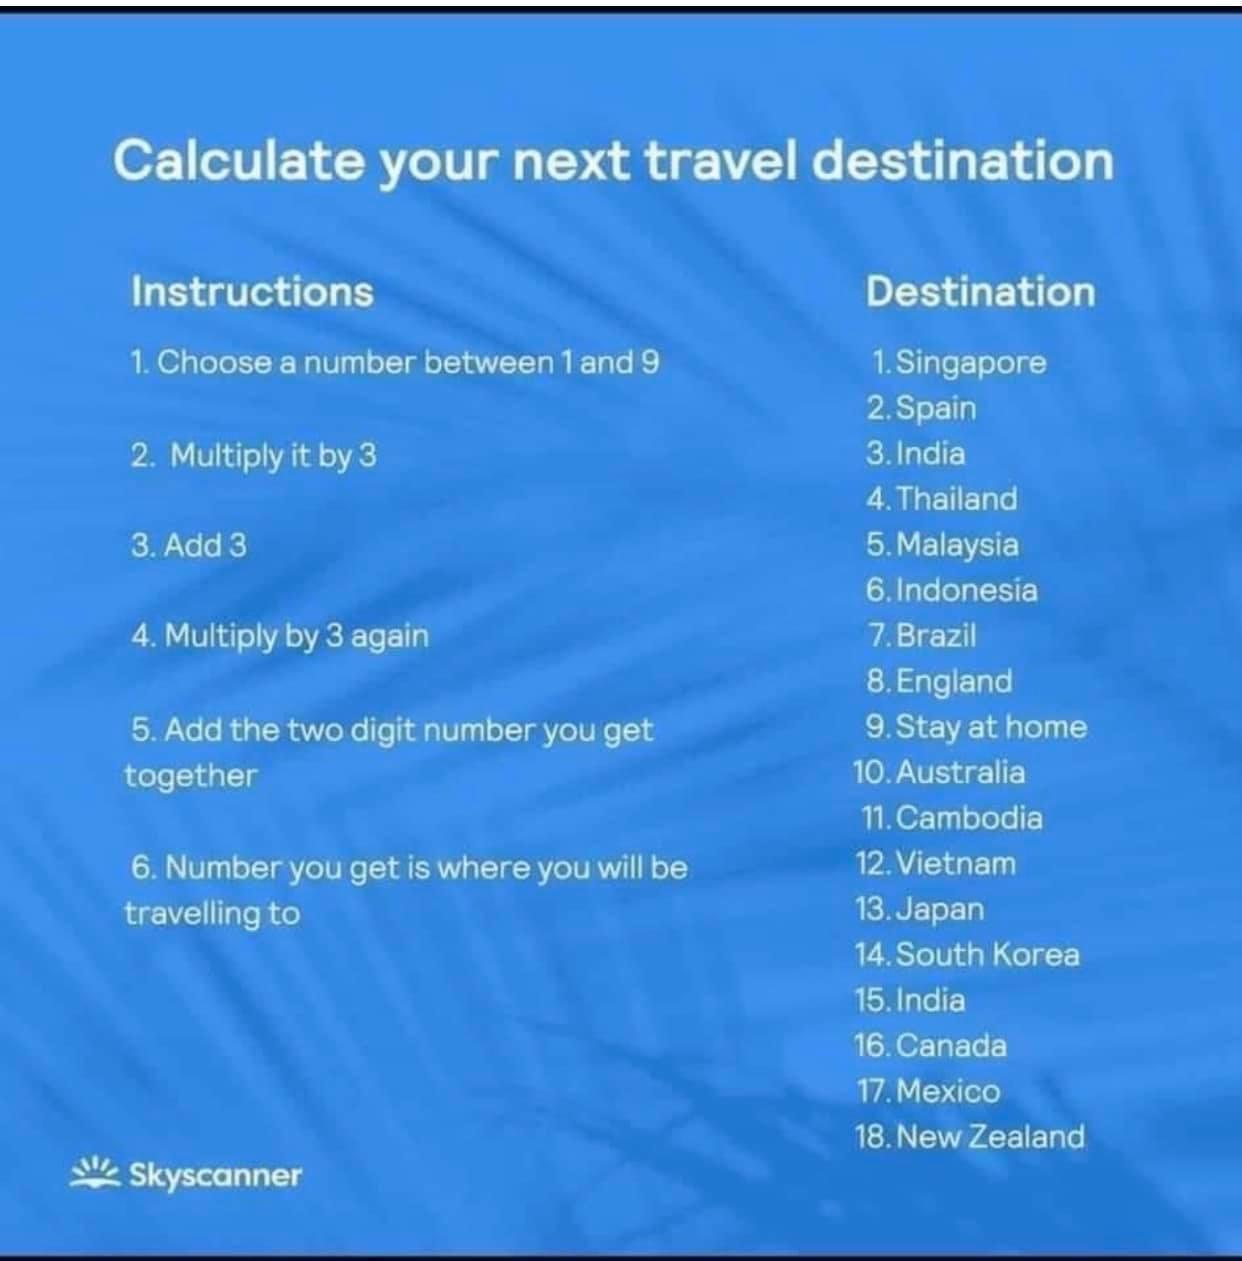 Calculate your next travel destination
Instructions
1. Choose a number between 1 and 9
2. Multiply it by 3
3. Add 3
4. Multiply by 3 again
5. Add the two digit number you get
together
6. Number you get is where you will be
travelling to
Destination
1. Singapore
2. Spain
3. India
4. Thailand
5. Malaysia
6. Indonesia
7. Brazil
8. England
9. Stay at home
10. Australia
11. Cambodia
12. Vietnam
13. Japan
14. South Korea
15. India
16. Canada
17. Mexico
18. New Zealand
Skyscanner